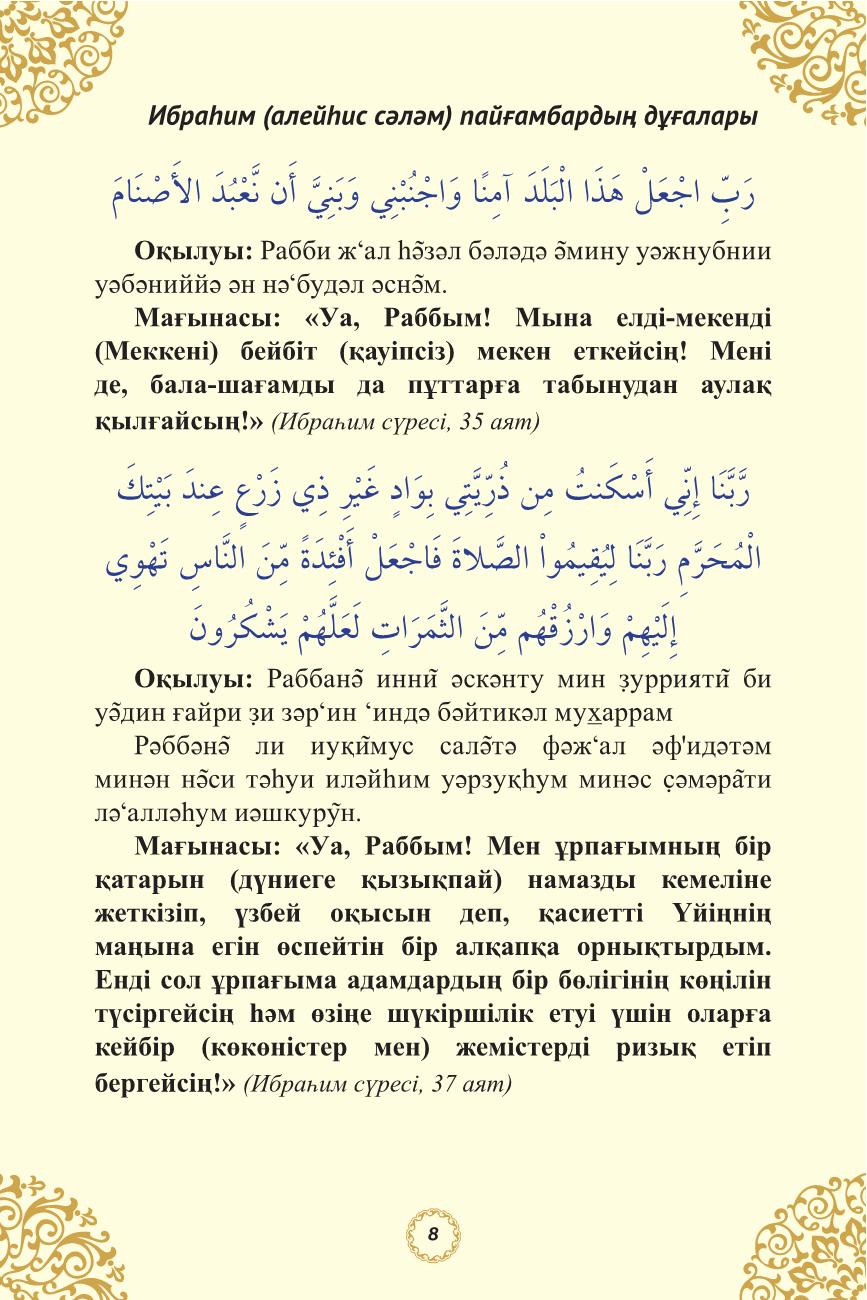 Ибраһим (алейһис сәләм) пайғамбардың дұғалары
رَبِّ اجْعَلْ هَذَا الْبَلَدَ آمِنًا وَاجْنُبْنِي وَبَنِيَّ أَن نَّعْبُدَ الأَصْنَامَ
Оқылуы: Рабби ж‘ал һә̃зәл бәләдә ә̃мину уәжнубнии
уәбәниййә ән нә‘будәл әснә̃м.
Мағынасы: «Уа, Раббым! Мына елді-мекенді
(Меккені) бейбіт (қауіпсіз) мекен еткейсің! Мені
де, бала-шағамды да пұттарға табынудан аулақ
қылғайсың!» (Ибраһим сүресі, 35 аят)
رَّبَّنَا إِنِّي أَسْكَنتُ مِن ذُرِّيَّتِي بِوَادٍ غَيْرِ ذِي زَرْعٍ عِندَ بَيْتِكَ
الْمُحَرَّمِ رَبَّنَا لِيُقِيمُواْ الصَّلاةَ فَاجْعَلْ أَفْئِدَةً مِّنَ النَّاسِ تَهْوِي
إِلَيْهِمْ وَارْزُقْهُم مِّنَ الثَّمَرَاتِ لَعَلَّهُمْ يَشْكُرُونَ
Оқылуы: Раббанә̃ инни̃ әскәнту мин з̣уррияти̃ би
уә̃дин ғайри з̣и зәр‘ин ‘индә бәйтикәл мух̲аррам
Рәббәнә̃ ли иуқи̃мус салә̃тә фәж‘ал әф'идәтәм
минән нә̃си тәһуи иләйһим уәрзуқһум минәс с̣әмәра̃ти
лә‘алләһум иәшкуру̃н.
Мағынасы: «Уа, Раббым! Мен ұрпағымның бір
қатарын (дүниеге қызықпай) намазды кемеліне
жеткізіп, үзбей оқысын деп, қасиетті Үйіңнің
маңына егін өспейтін бір алқапқа орнықтырдым.
Енді сол ұрпағыма адамдардың бір бөлігінің көңілін
түсіргейсің һәм өзіңе шүкіршілік етуі үшін оларға
кейбір (көкөністер мен) жемістерді ризық етіп
бергейсің!» (Ибраһим сүресі, 37 аят)
8